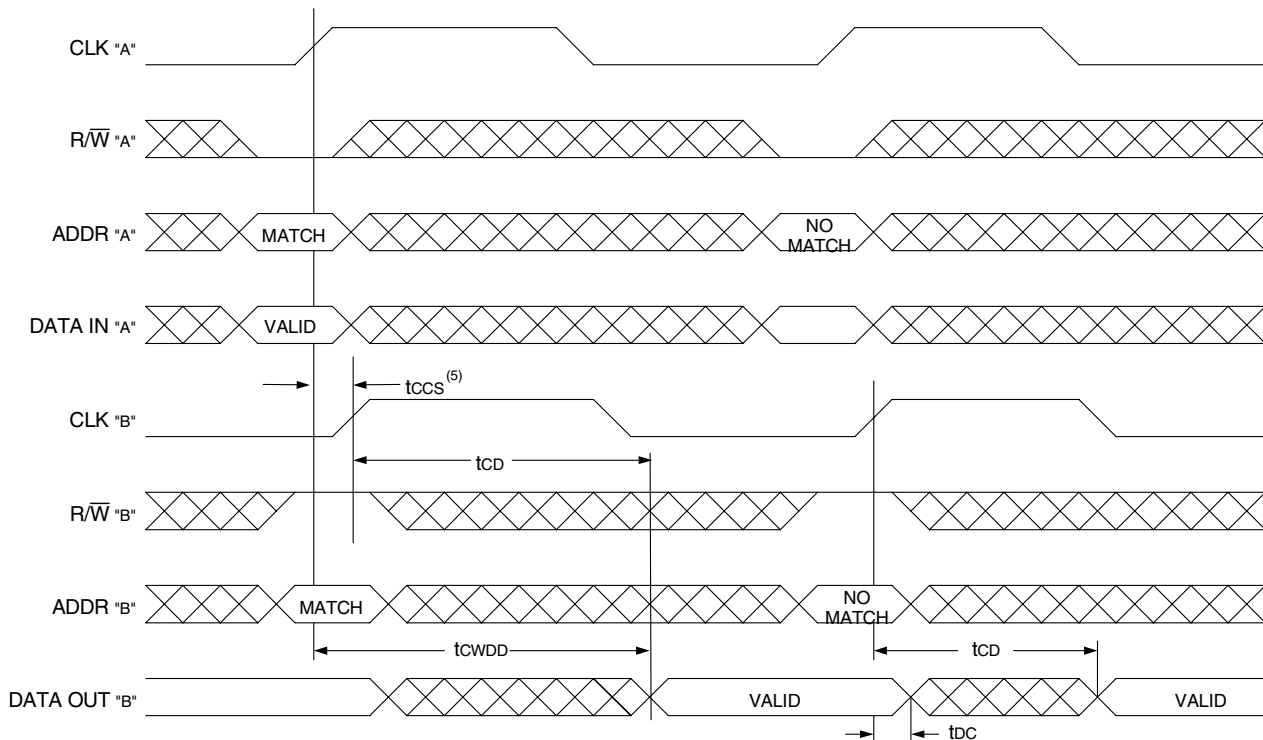 CLK "A"
R/W̅ "A"
ADDR "A"
MATCH
NO
MATCH
DATA IN "A"
VALID
tCCS(5)
CLK "B"
tCD
R/W̅ "B"
ADDR "B"
MATCH
NO
MATCH
tCWDD
tCD
DATA OUT "B"
VALID
VALID
tDC